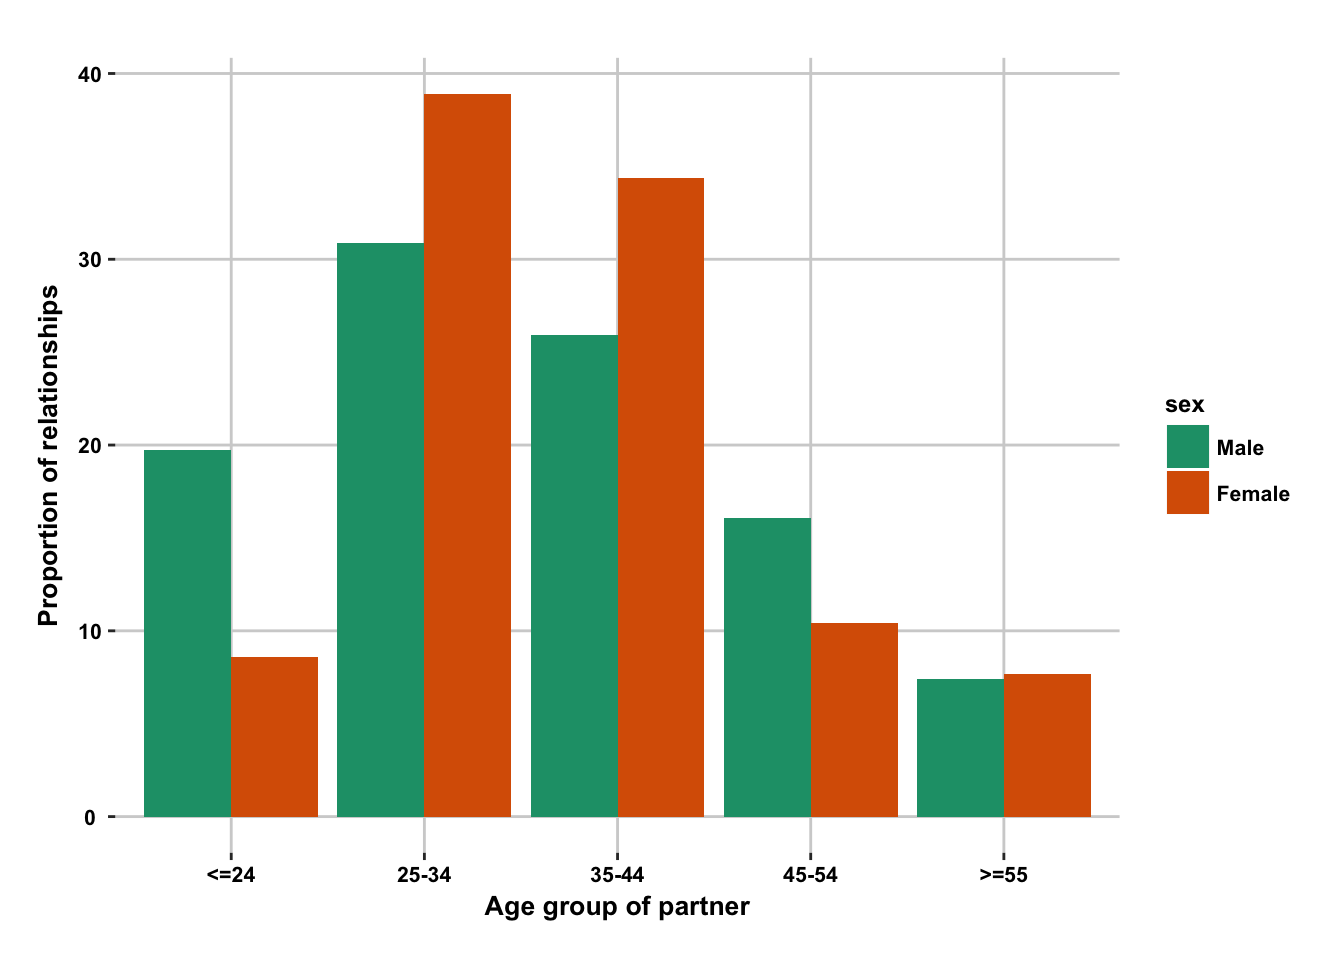 40
30
20
10
0
Proportion of relationships
<=24 25-34 35-44 45-54 >=55
Age group of partner
sex
Male
Female